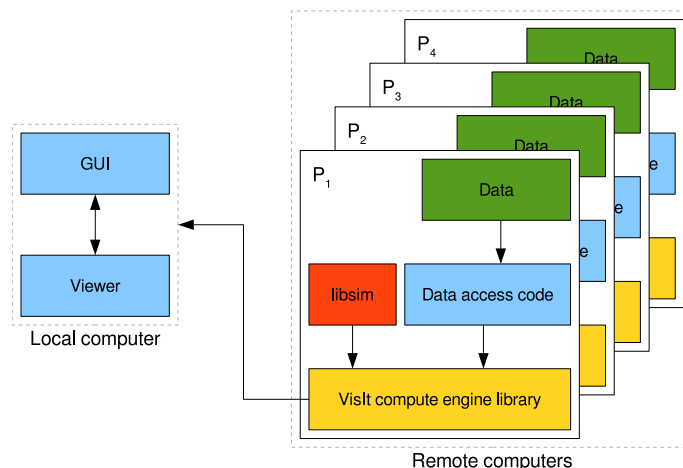 P4
Data
P3
Data
P2
Data
P1
Data
GUI
Viewer
Local computer
libsim
Data access code
e
e
e
VisIt compute engine library
Remote computers